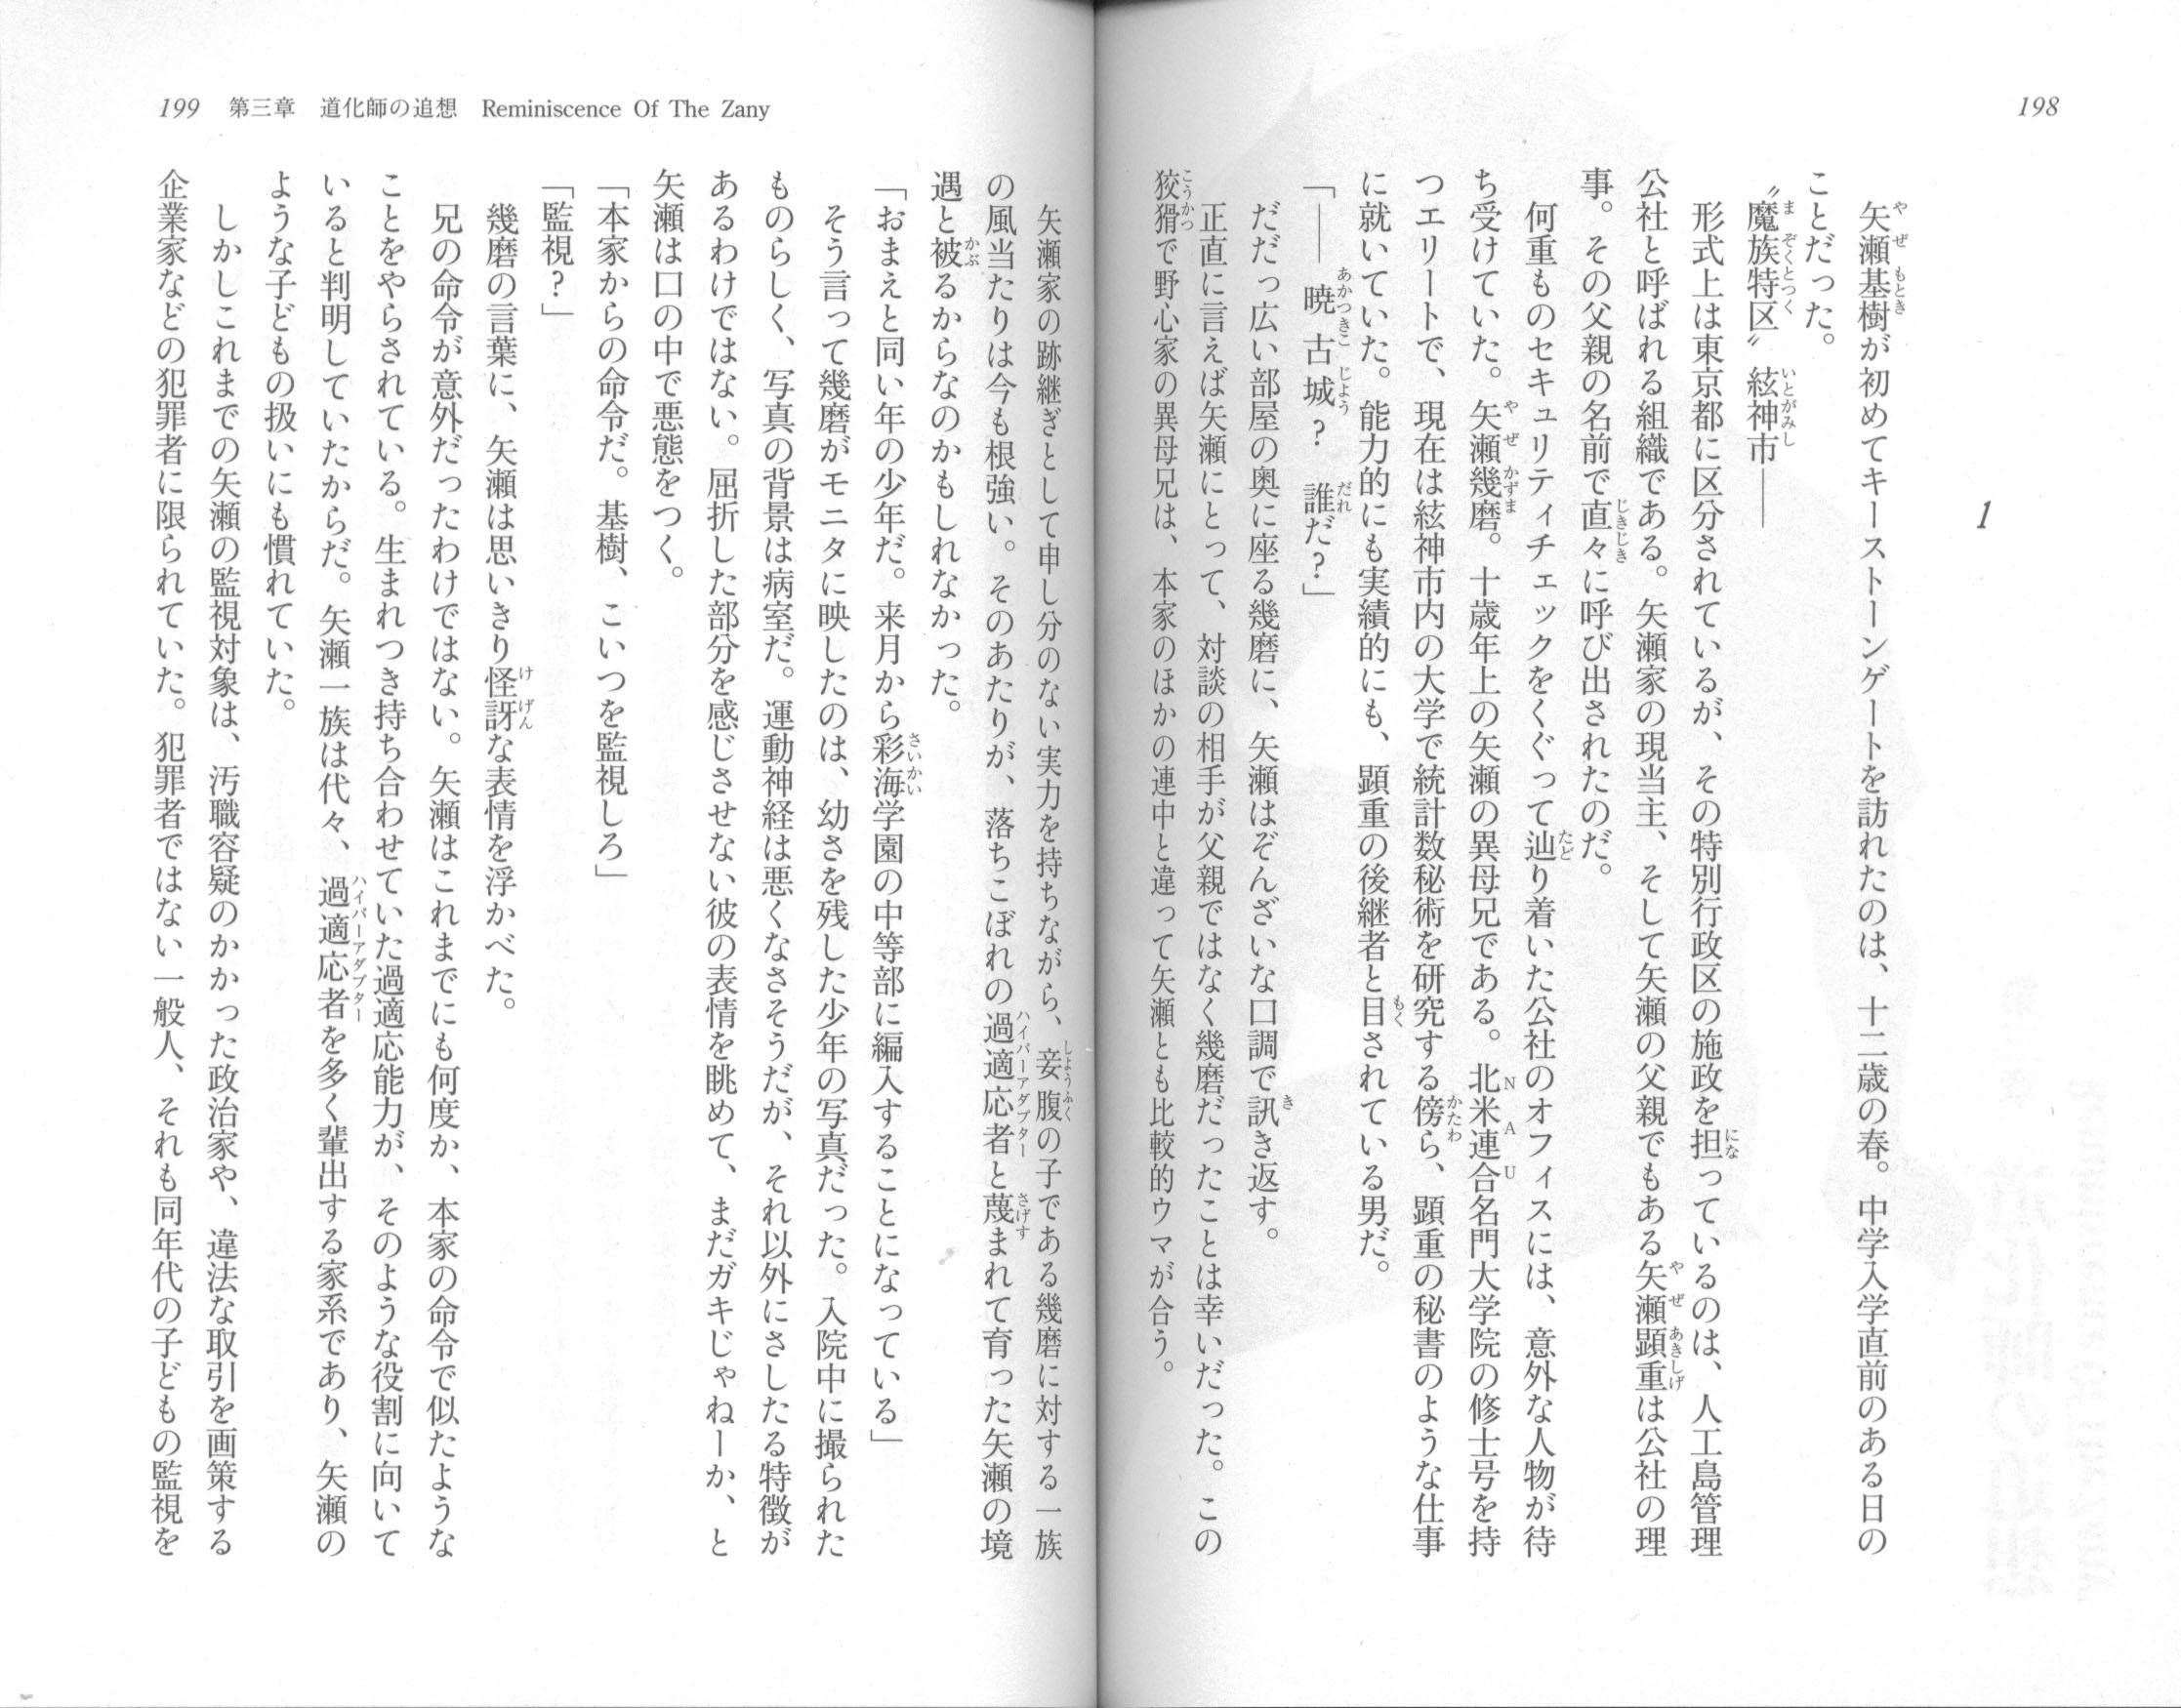 198
1
矢瀬基樹が初めてキーストーンゲートを訪れたのは、十二歳の春。中学入学直前のある日の
ことだった。
〝魔族特区〟絃神市――
形式上は東京都に区分されているが、その特別行政区の施政を担っているのは、人工島管理
公社と呼ばれる組織である。矢瀬家の現当主、そして矢瀬の父親でもある矢瀬顕重は公社の理
事。その父親の名前で直々に呼び出されたのだ。
何重ものセキュリティチェックをくぐって辿り着いた公社のオフィスには、意外な人物が待
ち受けていた。矢瀬幾磨。十歳年上の矢瀬の異母兄である。北米連合名門大学院の修士号を持
つエリートで、現在は絃神市内の大学で統計数秘術を研究する傍ら、顕重の秘書のような仕事
に就いていた。能力的にも実績的にも、顕重の後継者と目されている男だ。
「――暁古城? 誰だ?」
だだっ広い部屋の奥に座る幾磨に、矢瀬はぞんざいな口調で訊き返す。
正直に言えば矢瀬にとって、対談の相手が父親ではなく幾磨だったことは幸いだった。この
狡猾で野心家の異母兄は、本家のほかの連中と違って矢瀬とも比較的ウマが合う。
199 第三章 道化師の追想 Reminiscence Of The Zany
矢瀬家の跡継ぎとして申し分のない実力を持ちながら、妾腹の子である幾磨に対する一族
の風当たりは今も根強い。そのあたりが、落ちこぼれの過適応者と蔑まれて育った矢瀬の境
遇と被るからなのかもしれなかった。
「おまえと同い年の少年だ。来月から彩海学園の中等部に編入することになっている」
そう言って幾磨がモニタに映したのは、幼さを残した少年の写真だった。入院中に撮られた
ものらしく、写真の背景は病室だ。運動神経は悪くなさそうだが、それ以外にさしたる特徴が
あるわけではない。屈折した部分を感じさせない彼の表情を眺めて、まだガキじゃねーか、と
矢瀬は口の中で悪態をつく。
「本家からの命令だ。基樹、こいつを監視しろ」
「監視?」
幾磨の言葉に、矢瀬は思いきり怪訝な表情を浮かべた。
兄の命令が意外だったわけではない。矢瀬はこれまでにも何度か、本家の命令で似たような
ことをやらされている。生まれつき持ち合わせていた過適応能力が、そのような役割に向いて
いると判明していたからだ。矢瀬一族は代々、過適応者を多く輩出する家系であり、矢瀬の
ような子どもの扱いにも慣れていた。
しかしこれまでの矢瀬の監視対象は、汚職容疑のかかった政治家や、違法な取引を画策する
企業家などの犯罪者に限られていた。犯罪者ではない一般人、それも同年代の子どもの監視を